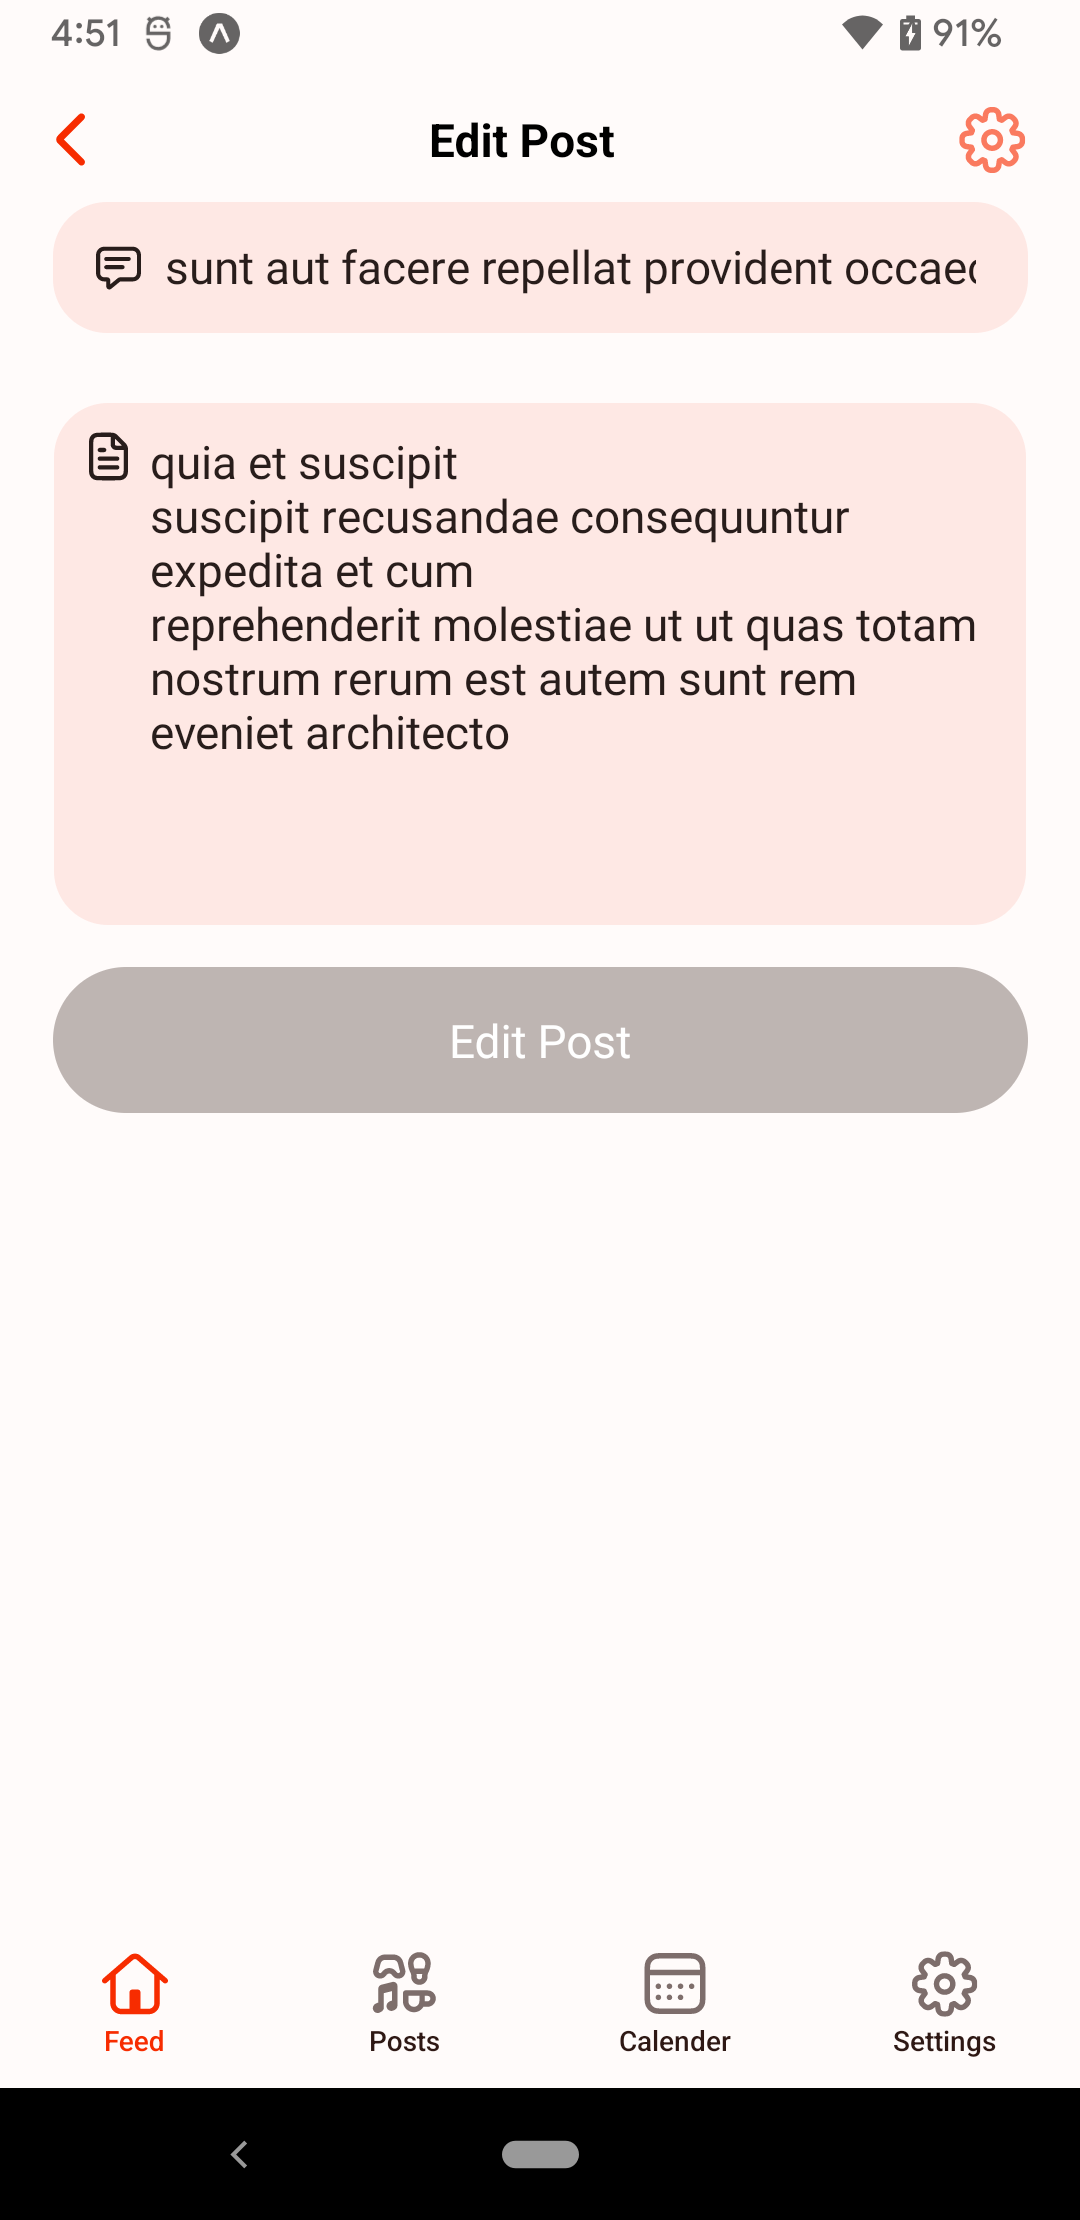 4:51
91%
Edit Post
sunt aut facere repellat provident
quia et suscipit
suscipit recusandae consequuntur
expedita et cum
reprehenderit molestiae ut ut quas totam
nostrum rerum est autem sunt rem
eveniet architecto
Edit Post
Feed
Posts
Calender
Settings